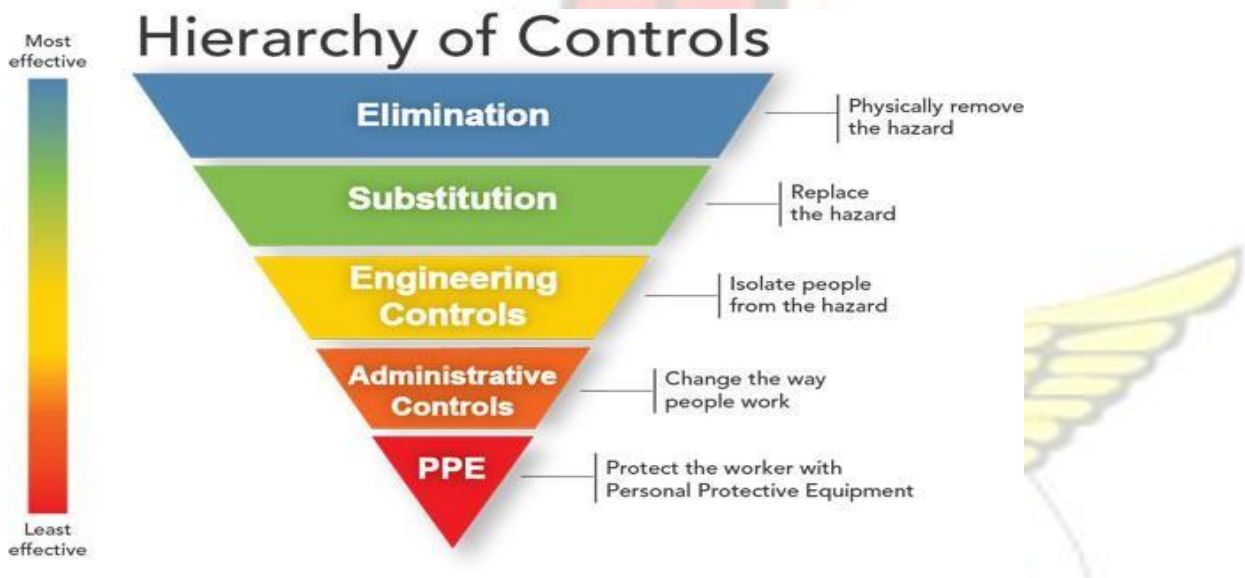 Hierarchy of Controls
Most
effective
Elimination
Physically remove
the hazard
Substitution
Replace
the hazard
Engineering
Controls
Isolate people
from the hazard
Administrative
Controls
Change the way
people work
PPE
Protect the worker with
Personal Protective Equipment
Least
effective